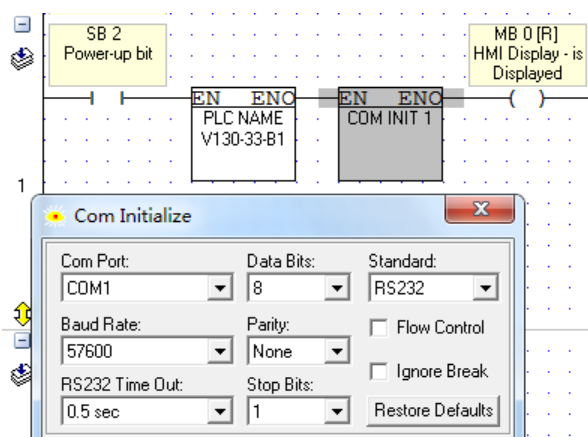 SB 2
Power-up bit
MB 0 [R]
HMI Display - is
Displayed
EN ENO
PLC NAME
V130-33-B1
EN ENO
COM INIT 1
1
Com Initialize
Com Port:
Data Bits:
Standard:
COM1
8
RS232
Baud Rate:
Parity:
Flow Control
57600
None
Ignore Break
RS232 Time Out:
Stop Bits:
0.5 sec
1
Restore Defaults